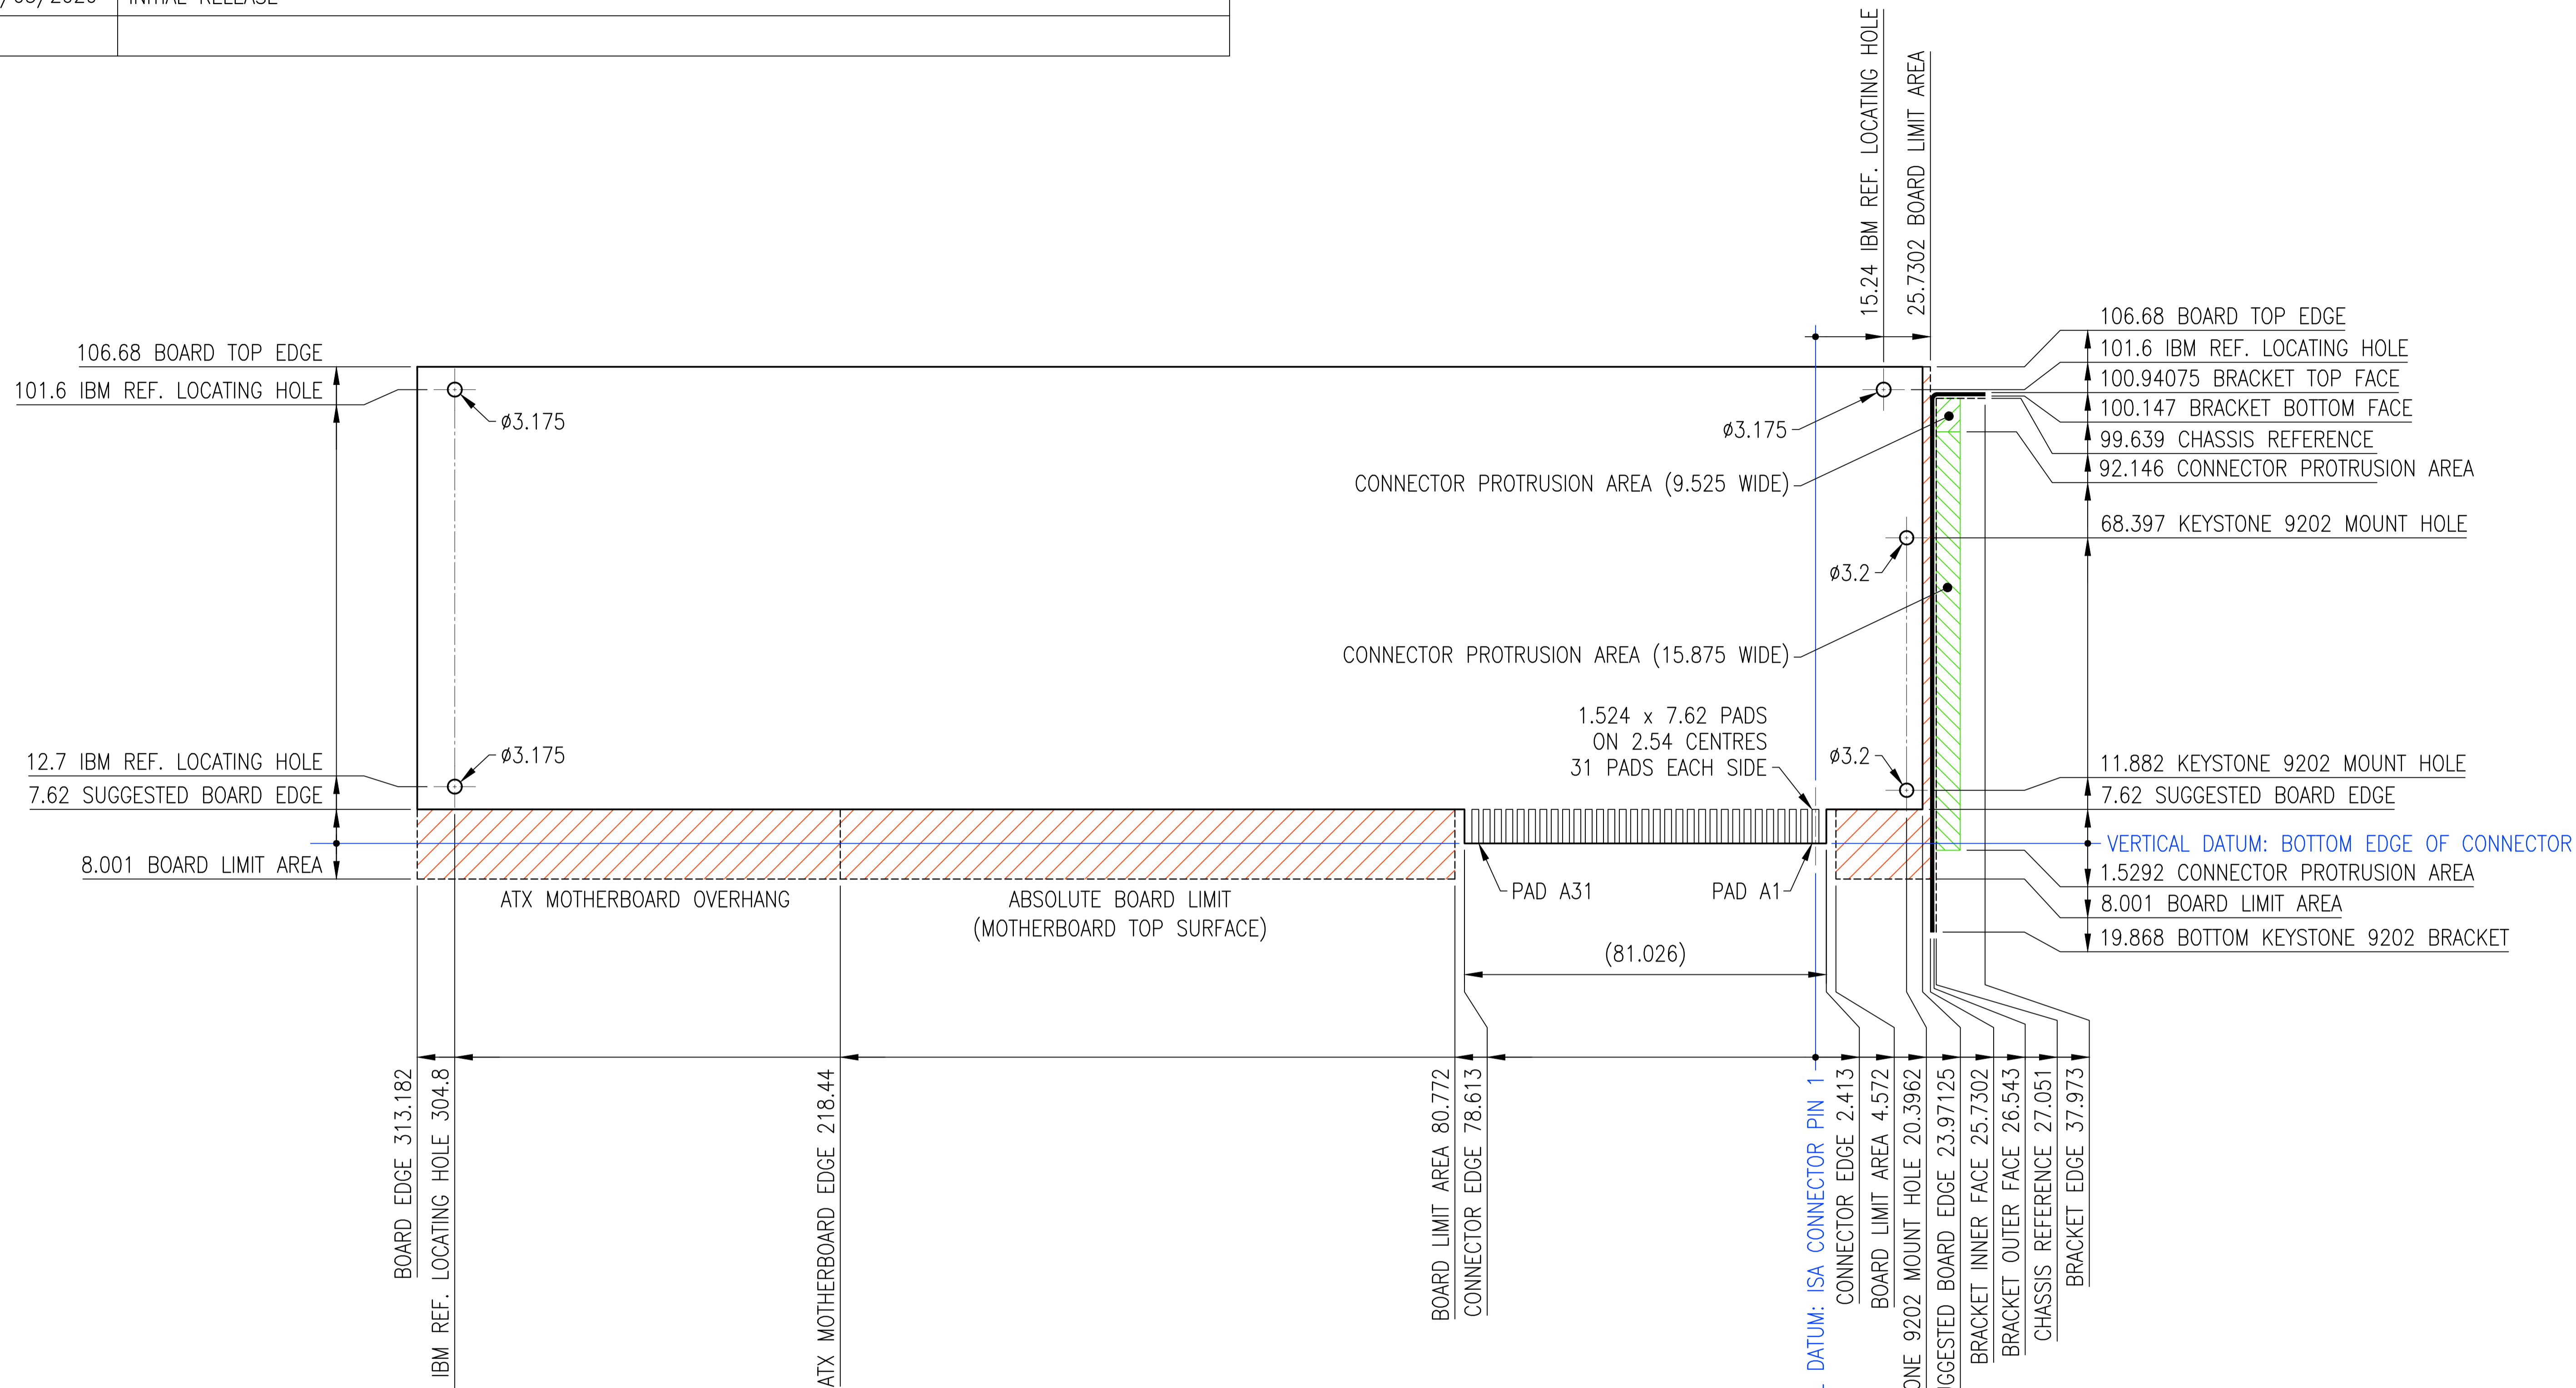 INITIAL RELEASE
15.24 IBM REF. LOCATING HOLE
25.7302 BOARD LIMIT AREA
106.68 BOARD TOP EDGE
101.6 IBM REF. LOCATING HOLE
12.7 IBM REF. LOCATING HOLE
7.62 SUGGESTED BOARD EDGE
8.001 BOARD LIMIT AREA
ø3.175
ø3.175
ø3.175
CONNECTOR PROTRUSION AREA (9.525 WIDE)
ø3.2
CONNECTOR PROTRUSION AREA (15.875 WIDE)
1.524 x 7.62 PADS
ON 2.54 CENTRES
31 PADS EACH SIDE
ø3.2
106.68 BOARD TOP EDGE
101.6 IBM REF. LOCATING HOLE
100.94075 BRACKET TOP FACE
100.147 BRACKET BOTTOM FACE
99.639 CHASSIS REFERENCE
92.146 CONNECTOR PROTRUSION AREA
68.397 KEYSTONE 9202 MOUNT HOLE
11.882 KEYSTONE 9202 MOUNT HOLE
7.62 SUGGESTED BOARD EDGE
VERTICAL DATUM: BOTTOM EDGE OF CONNECTOR
1.5292 CONNECTOR PROTRUSION AREA
8.001 BOARD LIMIT AREA
19.868 BOTTOM KEYSTONE 9202 BRACKET
ATX MOTHERBOARD OVERHANG
ABSOLUTE BOARD LIMIT
(MOTHERBOARD TOP SURFACE)
PAD A31
PAD A1
(81.026)
BOARD EDGE 313.182
IBM REF. LOCATING HOLE 304.8
ATX MOTHERBOARD EDGE 218.44
BOARD LIMIT AREA 80.772
CONNECTOR EDGE 78.613
DATUM: ISA CONNECTOR PIN 1
CONNECTOR EDGE 2.413
BOARD LIMIT AREA 4.572
9202 MOUNT HOLE 20.3962
BOARD EDGE 23.97125
BRACKET INNER FACE 25.7302
BRACKET OUTER FACE 26.543
CHASSIS REFERENCE 27.051
BRACKET EDGE 37.973